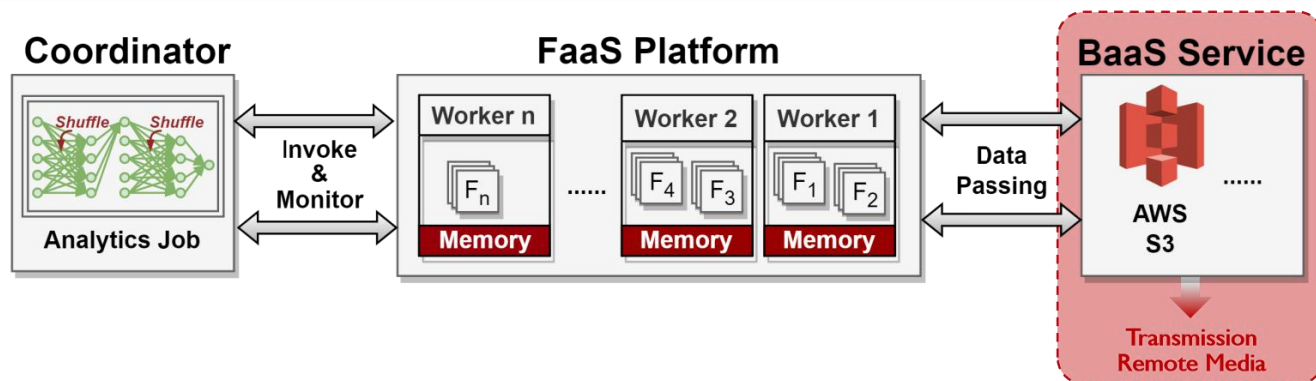 Coordinator
Shuffle
Shuffle
Analytics Job
Invoke
&
Monitor
FaaS Platform
Worker n
Fn
Memory
......
Worker 2
F4
F3
Memory
Worker 1
F1
F2
Memory
Data
Passing
BaaS Service
AWS
S3
......
Transmission
Remote Media